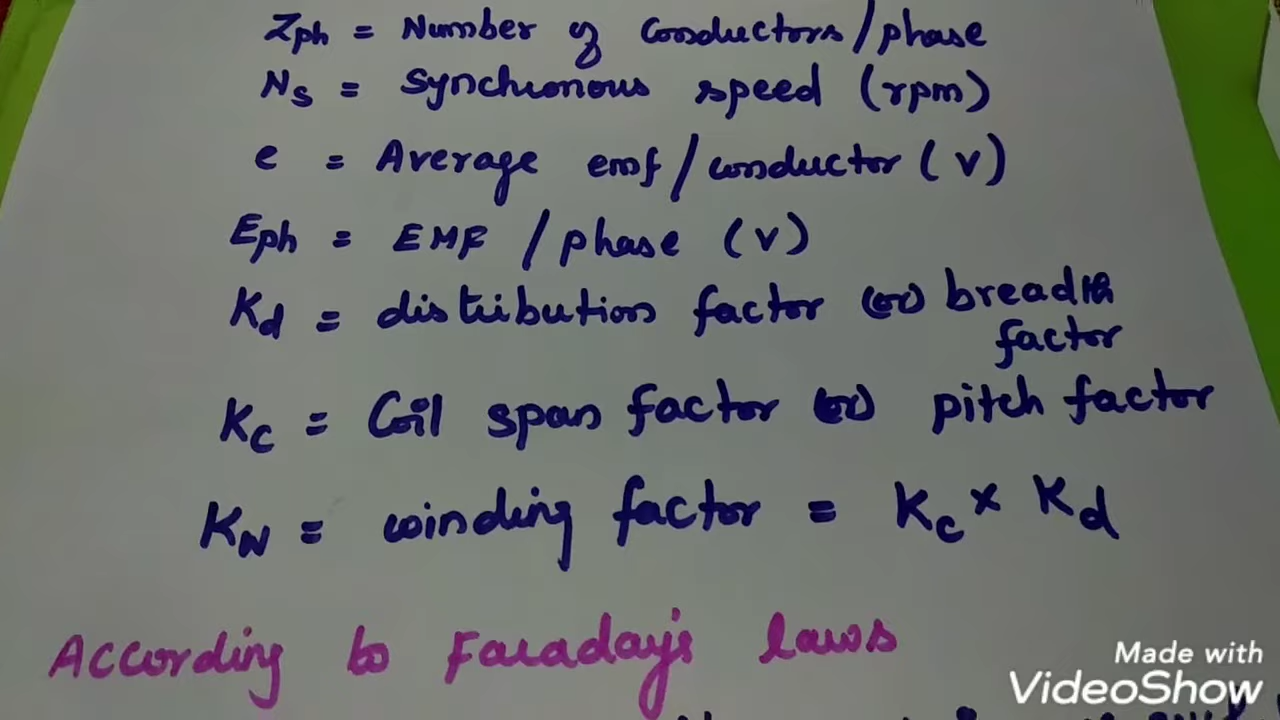 Zph = Number of Conductors/phase
Ns = Synchronous speed (rpm)
e = Average emf/conductor (V)
Eph = EMF /phase (V)
Kd = distribution factor (or) breadth
factor
Kc = Coil span factor (or) pitch factor
KN = winding factor = Kc × Kd
According to Faraday's laws
Made with
VideoShow